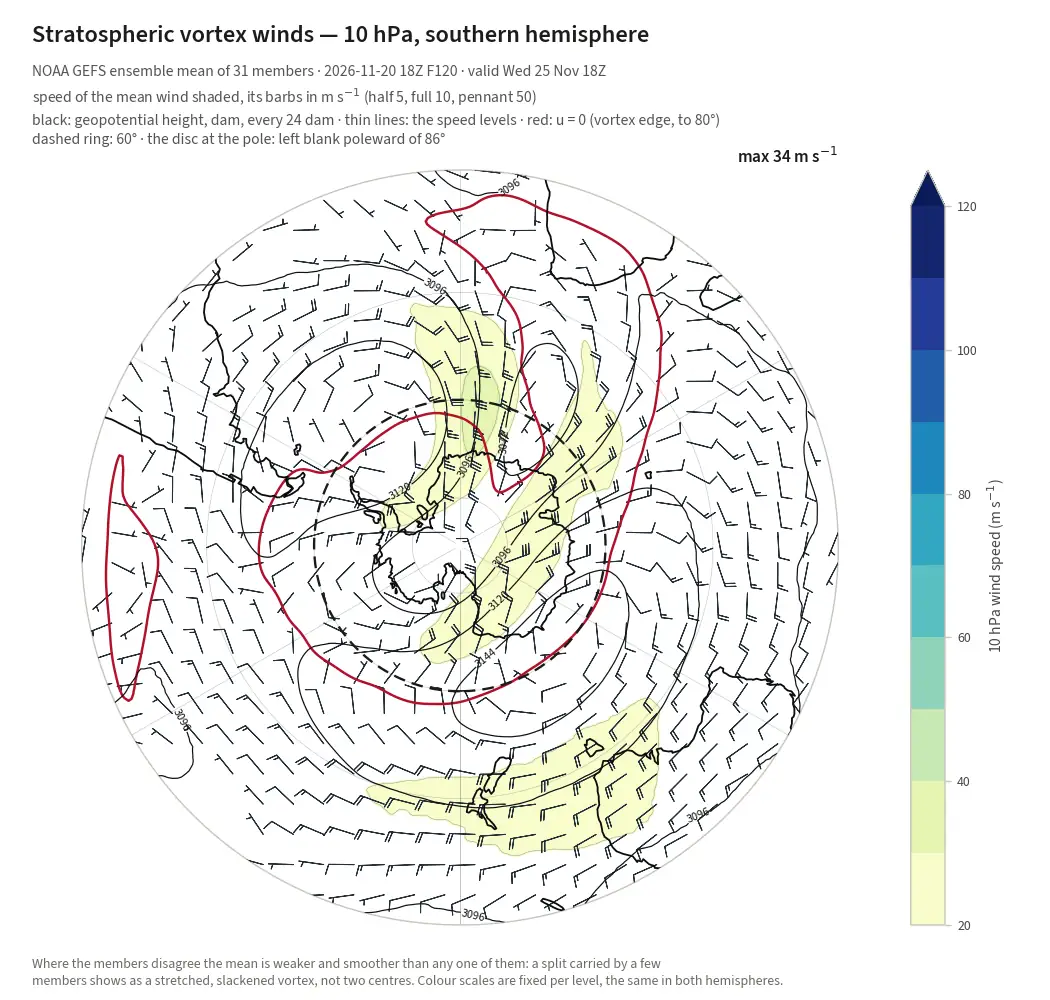 Stratospheric vortex winds — 10 hPa, southern hemisphere
NOAA GEFS ensemble mean of 31 members · 2026-11-20 18Z F120 · valid Wed 25 Nov 18Z
speed of the mean wind shaded, its barbs in m s⁻¹ (half 5, full 10, pennant 50)
black: geopotential height, dam, every 24 dam · thin lines: the speed levels · red: u = 0 (vortex edge, to 80°)
dashed ring: 60° · the disc at the pole: left blank poleward of 86°
max 34 m s⁻¹
3096
3096
3072
3096
3120
3096
3120
3144
3096
3096
3096
120
100
80
60
40
20
10 hPa wind speed (m s⁻¹)
Where the members disagree the mean is weaker and smoother than any one of them: a split carried by a few
members shows as a stretched, slackened vortex, not two centres. Colour scales are fixed per level, the same in both hemispheres.